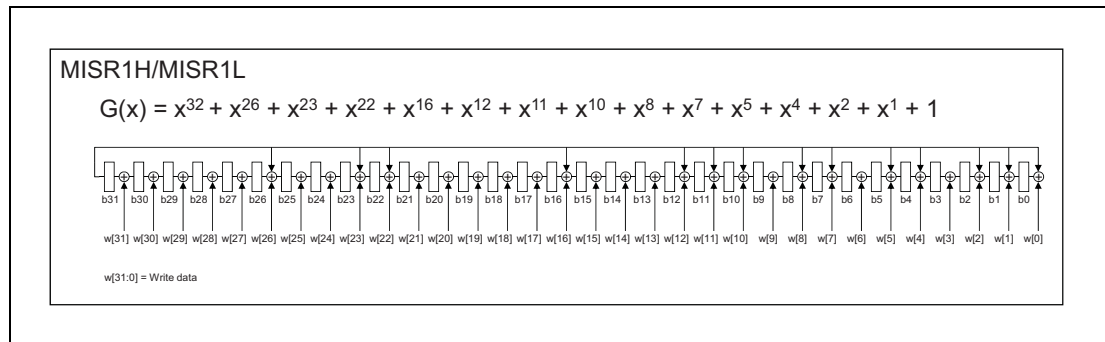 MISR1H/MISR1L
G(x) = x³² + x²⁶ + x²³ + x²² + x¹⁶ + x¹² + x¹¹ + x¹⁰ + x⁸ + x⁷ + x⁵ + x⁴ + x² + x¹ + 1
b31 b30 b29 b28 b27 b26 b25 b24 b23 b22 b21 b20 b19 b18 b17 b16 b15 b14 b13 b12 b11 b10 b9 b8 b7 b6 b5 b4 b3 b2 b1 b0
w[31] w[30] w[29] w[28] w[27] w[26] w[25] w[24] w[23] w[22] w[21] w[20] w[19] w[18] w[17] w[16] w[15] w[14] w[13] w[12] w[11] w[10] w[9] w[8] w[7] w[6] w[5] w[4] w[3] w[2] w[1] w[0]
w[31:0] = Write data